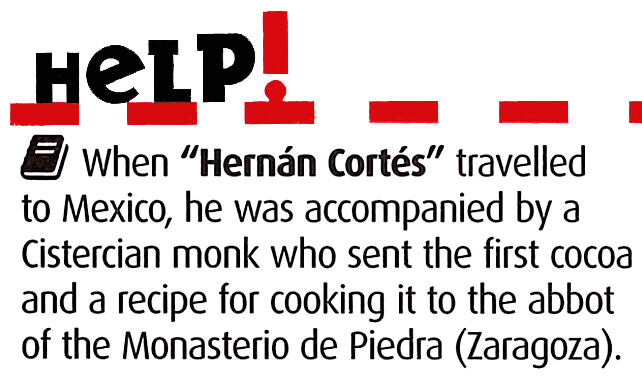 HeLP!
When “Hernán Cortés” travelled
to Mexico, he was accompanied by a
Cistercian monk who sent the first cocoa
and a recipe for cooking it to the abbot
of the Monasterio de Piedra (Zaragoza).